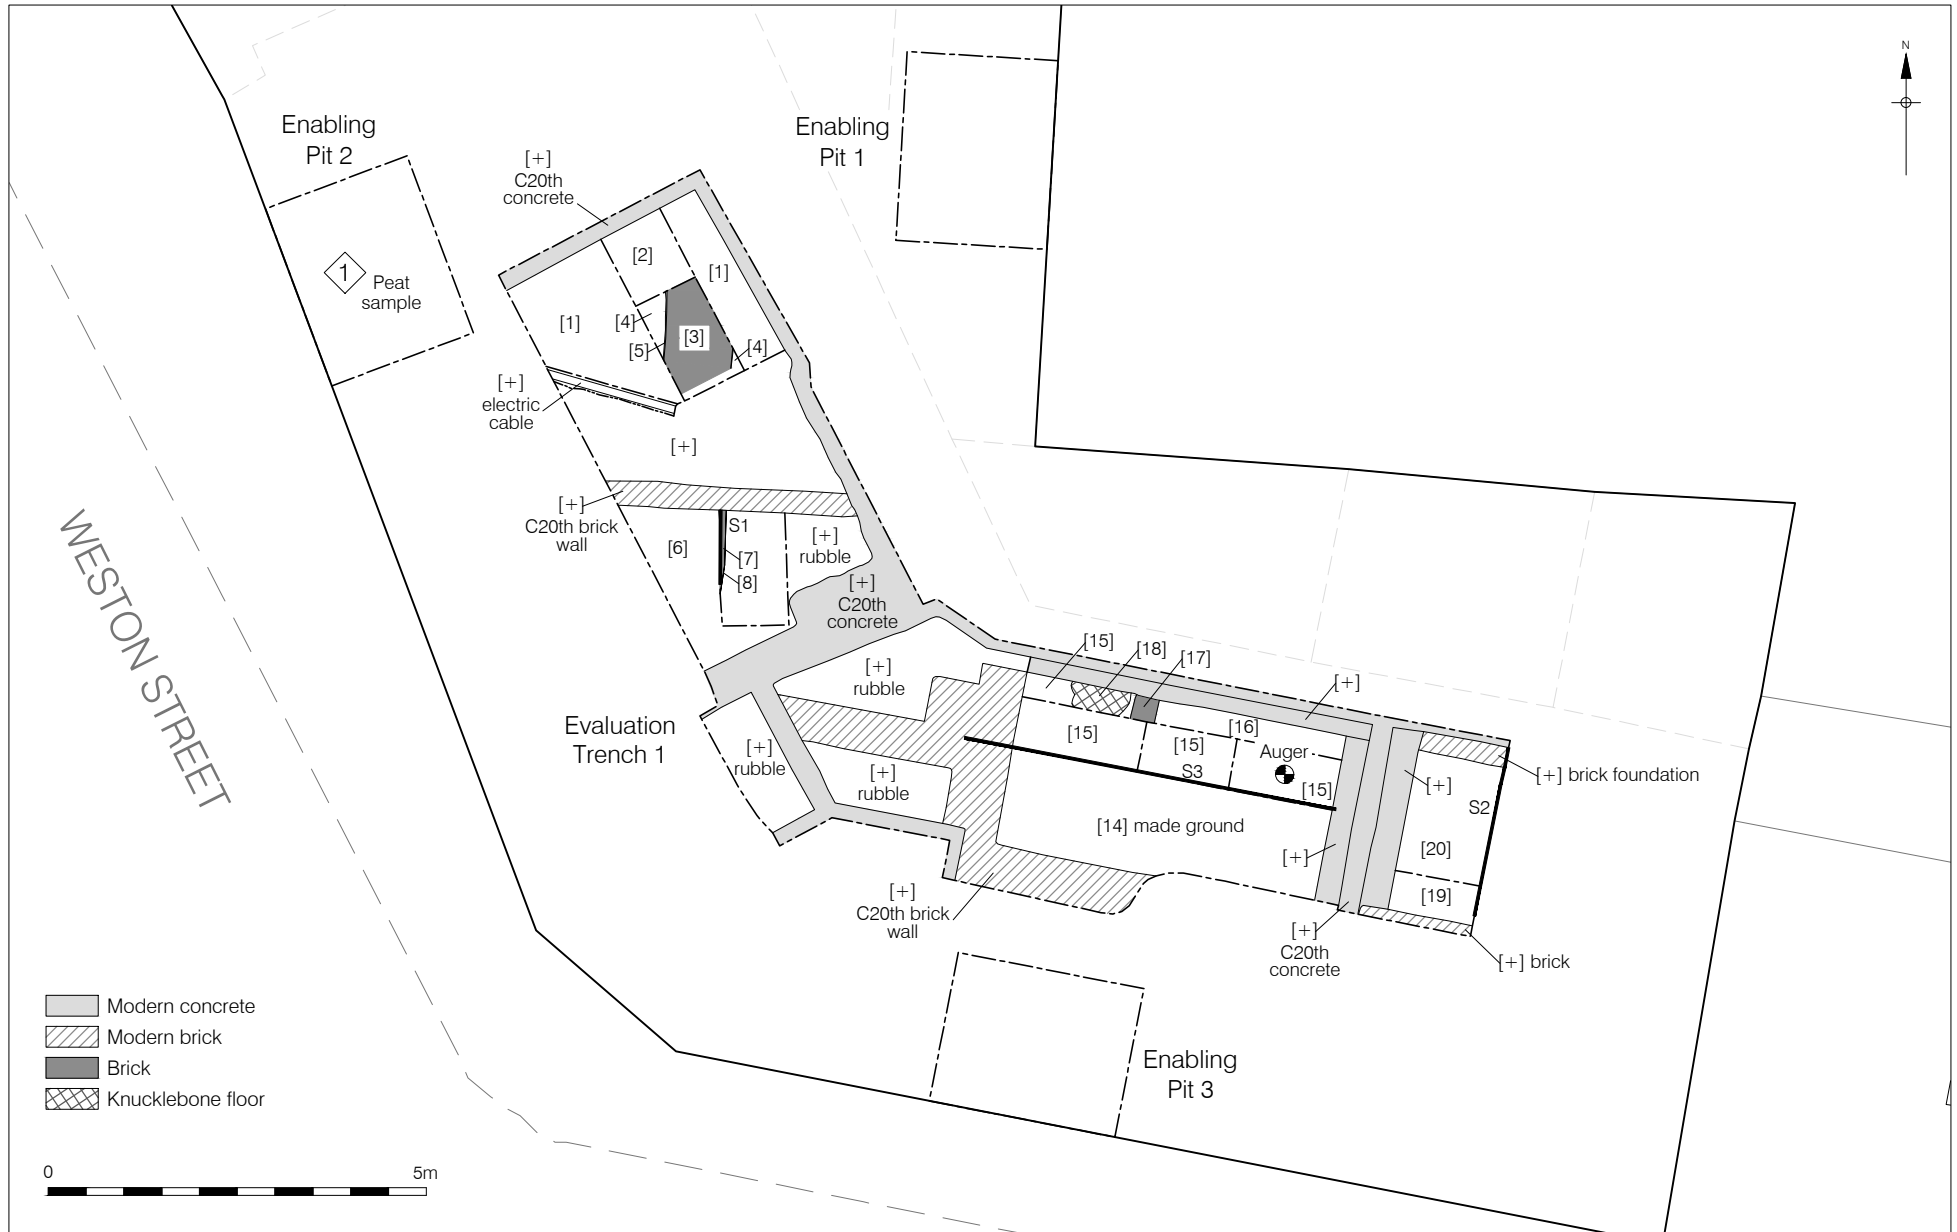 N
Enabling
Pit 2
Enabling
Pit 1
[+]
C20th
concrete
1
Peat
sample
[2]
[1]
[1]
[4]
[3]
[5]
[4]
[+]
electric
cable
[+]
[+]
C20th brick
wall
S1
[6]
[7]
[8]
[+]
rubble
[+]
C20th
concrete
WESTON STREET
[+]
rubble
[15]
[18]
[17]
[+]
Evaluation
Trench 1
[+]
rubble
[+]
rubble
[15]
[15]
S3
[16]
Auger
[15]
[14] made ground
[+]
[+]
[+] brick foundation
S2
[20]
[19]
[+]
C20th brick
wall
[+]
C20th
concrete
[+] brick
Enabling
Pit 3
Modern concrete
Modern brick
Brick
Knucklebone floor
0 5m